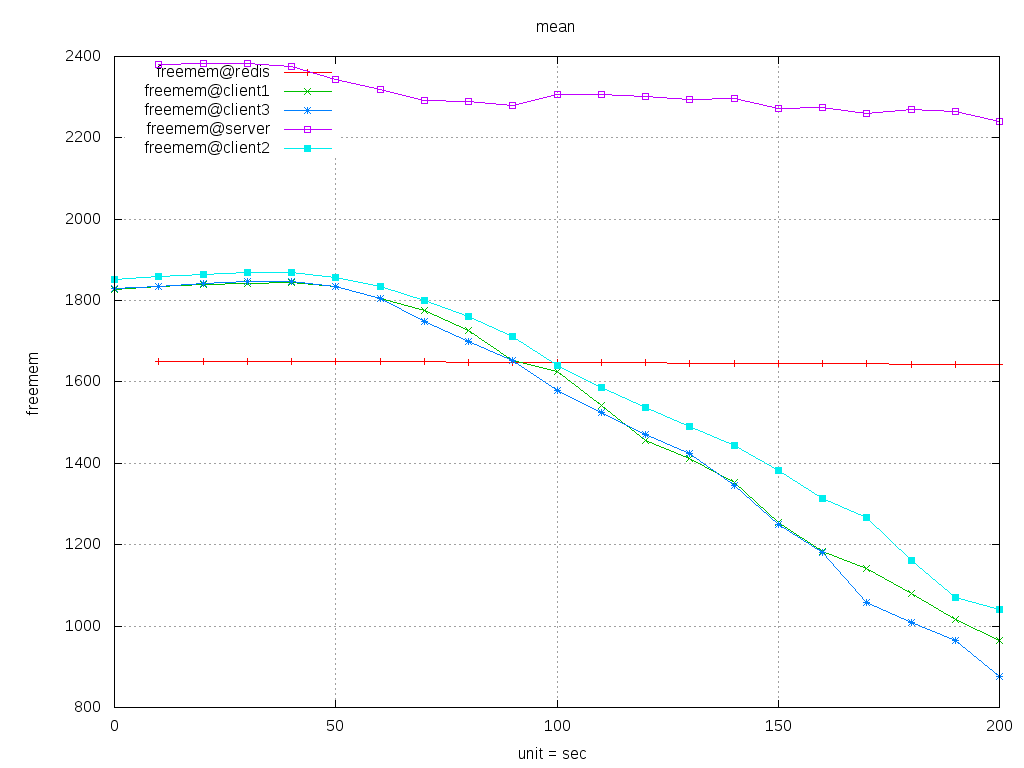 mean
2400
2200
2000
1800
1600
1400
1200
1000
800
freemem
freemem@redis
freemem@client1
freemem@client3
freemem@server
freemem@client2
0
50
100
150
200
unit = sec